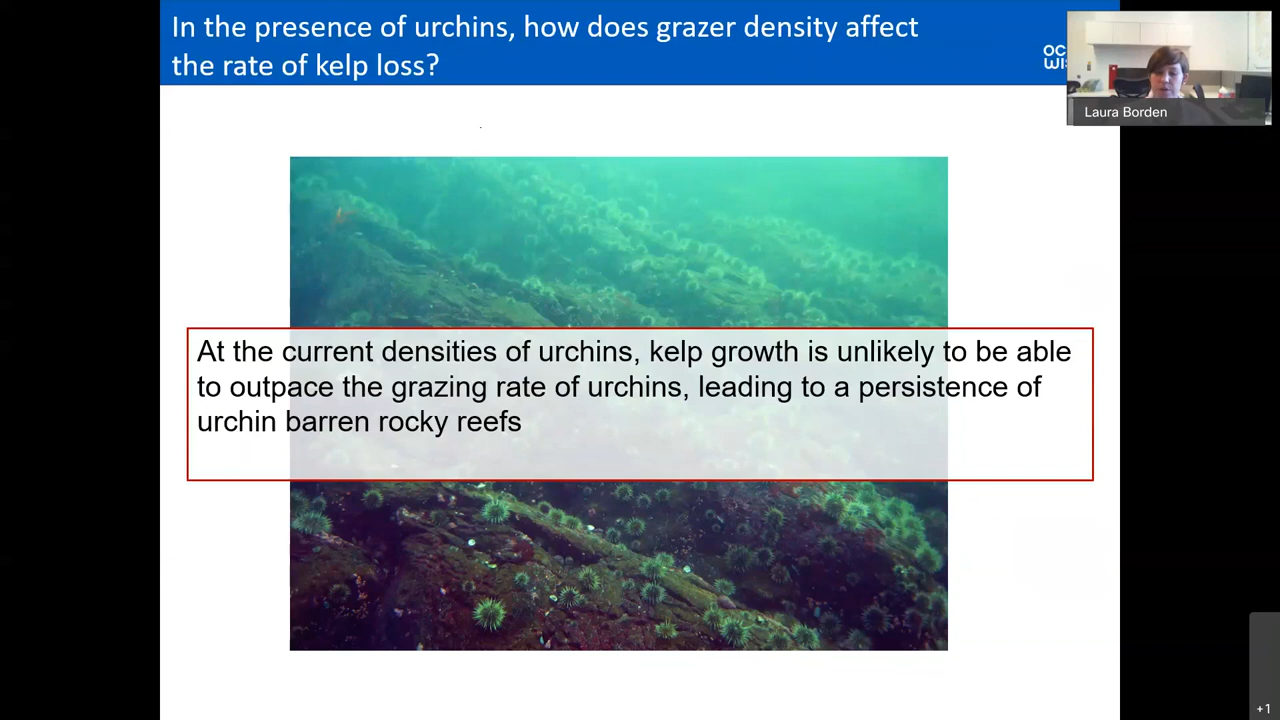 In the presence of urchins, how does grazer density affect
the rate of kelp loss?
Laura Borden
At the current densities of urchins, kelp growth is unlikely to be able
to outpace the grazing rate of urchins, leading to a persistence of
urchin barren rocky reefs
+1